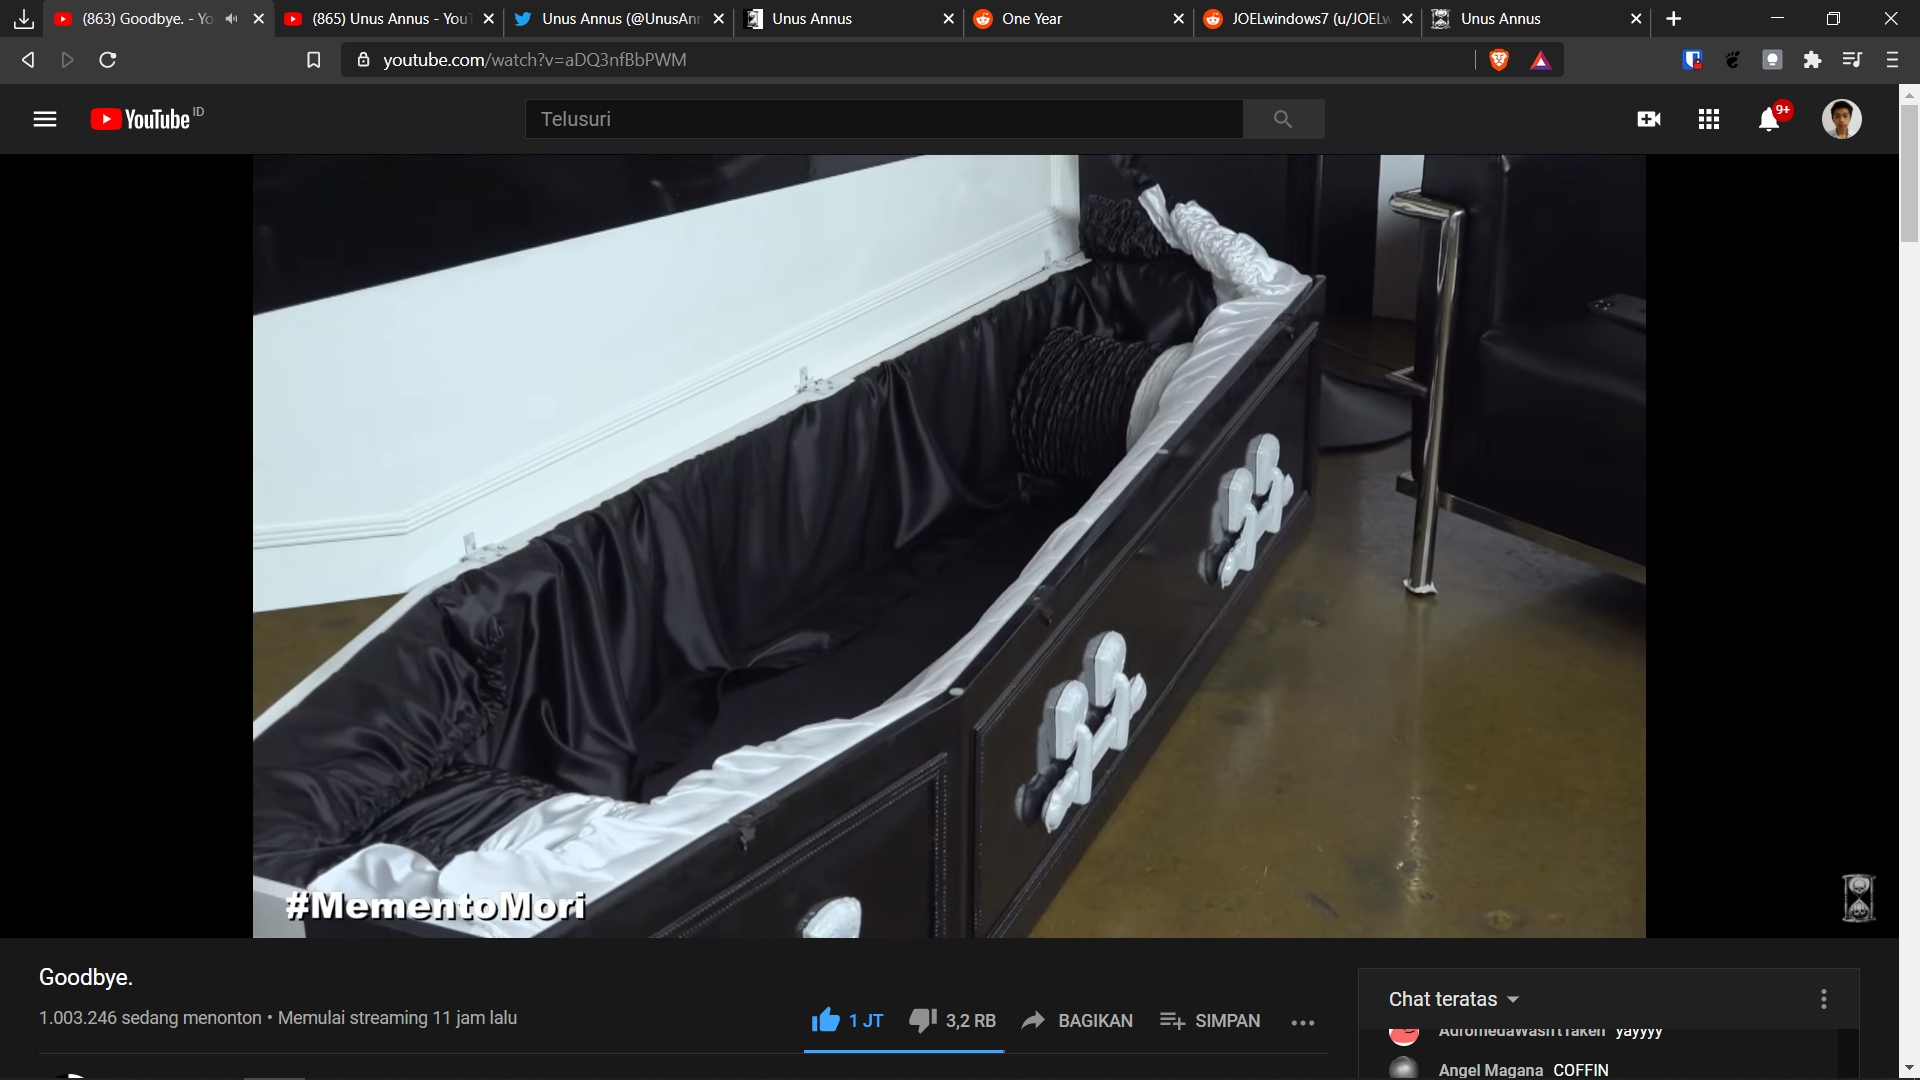 (863) Goodbye. - Yo
(865) Unus Annus - You
Unus Annus (@UnusAnn
Unus Annus
One Year
JOELwindows7 (u/JOELw
Unus Annus
youtube.com/watch?v=aDQ3nfBbPWM
YouTube ID
Telusuri
9+
#MementoMori
Goodbye.
1.003.246 sedang menonton • Memulai streaming 11 jam lalu
1 JT
3,2 RB
BAGIKAN
SIMPAN
Chat teratas
yayyyy
Angel Magana COFFIN